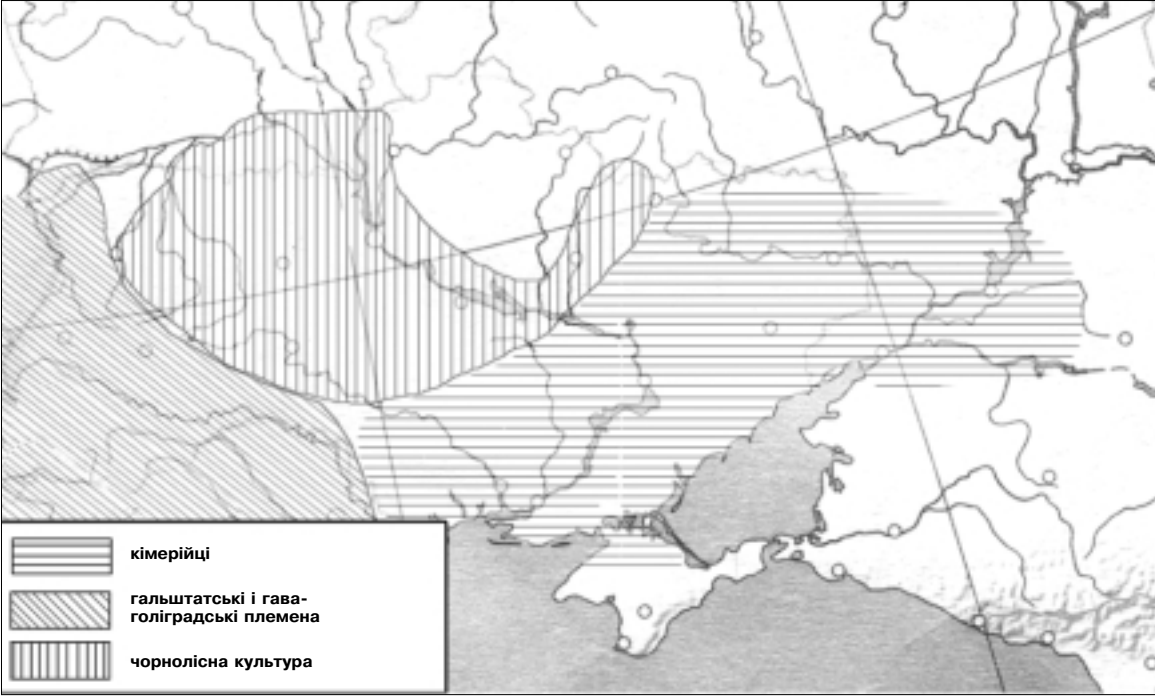 кімерійці
гальштатські і гава-
голіградські племена
чорнолісна культура